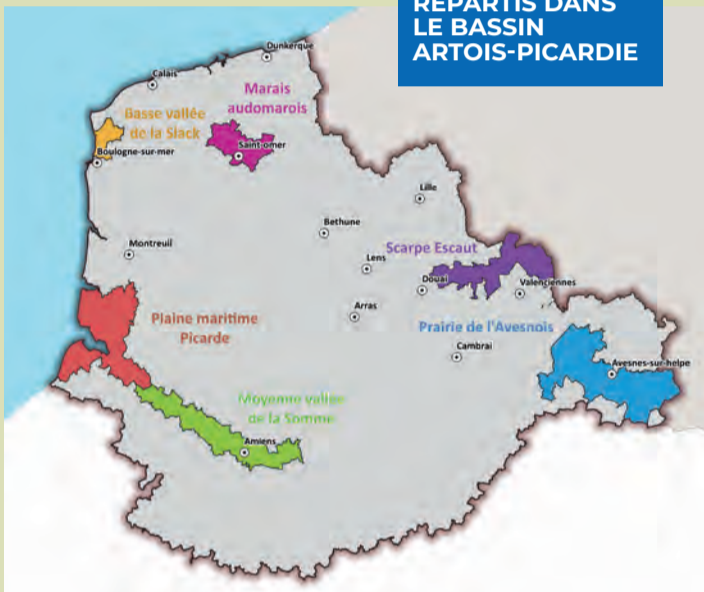 RÉPARTIS DANS
LE BASSIN
ARTOIS-PICARDIE
Dunkerque
Calais
Marais
audomarois
Basse vallée
de la Slack
Saint-omer
Boulogne-sur-mer
Lille
Bethune
Montreuil
Scarpe Escaut
Lens
Douai
Valenciennes
Plaine maritime
Picarde
Arras
Prairie de l'Avesnois
Cambrai
Avesnes-sur-helpe
Moyenne vallée
de la Somme
Amiens